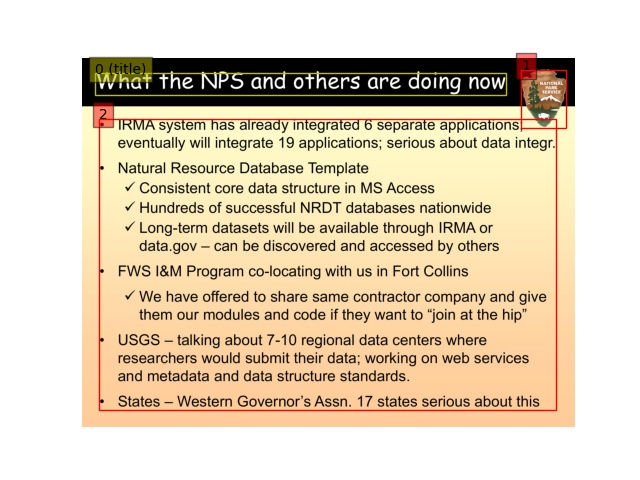 0 (title)
What the NPS and others are doing now
1
NATIONAL
PARK
SERVICE
2
• IRMA system has already integrated 6 separate applications;
eventually will integrate 19 applications; serious about data integr.
• Natural Resource Database Template
✓ Consistent core data structure in MS Access
✓ Hundreds of successful NRDT databases nationwide
✓ Long-term datasets will be available through IRMA or
data.gov – can be discovered and accessed by others
• FWS I&M Program co-locating with us in Fort Collins
✓ We have offered to share same contractor company and give
them our modules and code if they want to “join at the hip”
• USGS – talking about 7-10 regional data centers where
researchers would submit their data; working on web services
and metadata and data structure standards.
• States – Western Governor’s Assn. 17 states serious about this